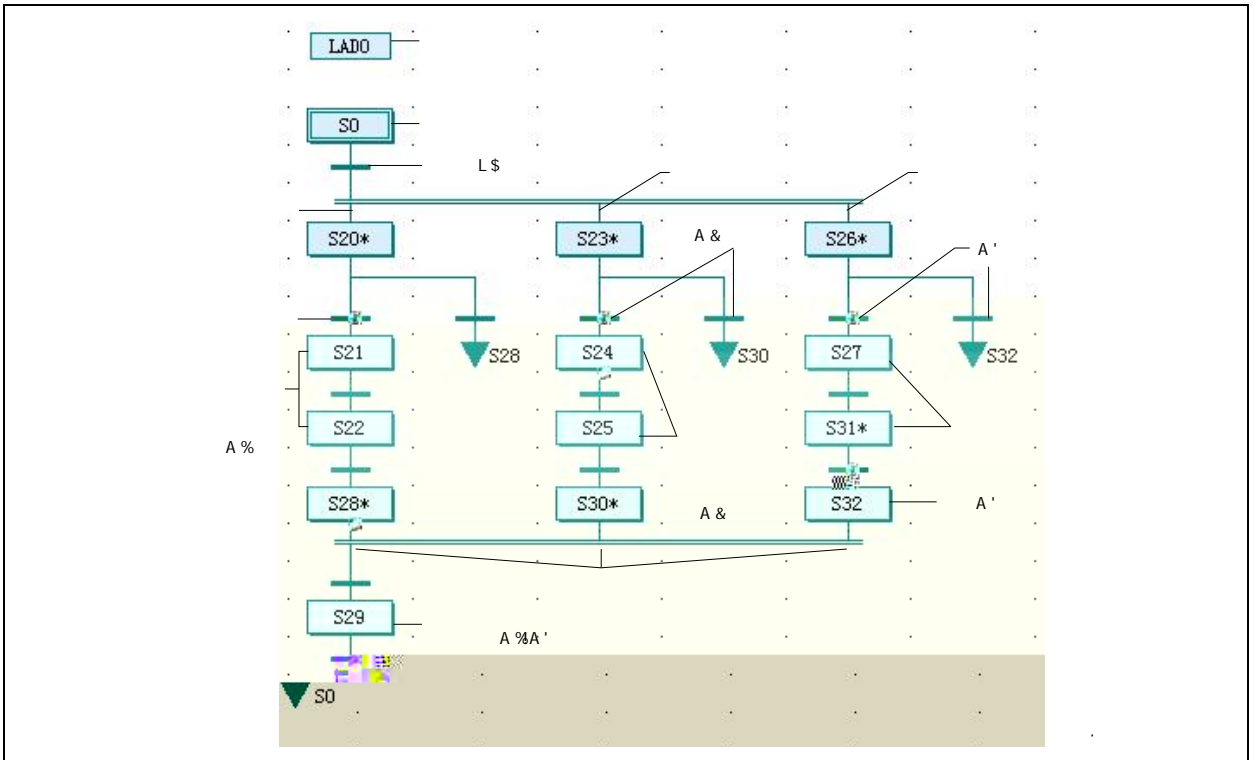 LAD0
S0
L $
S20* S23* A & S26* A '
S21 S28 S24 S30 S27 S32
S22 S25 S31*
A %
S28* S30* A & S32 A '
S29
A %A '
S0